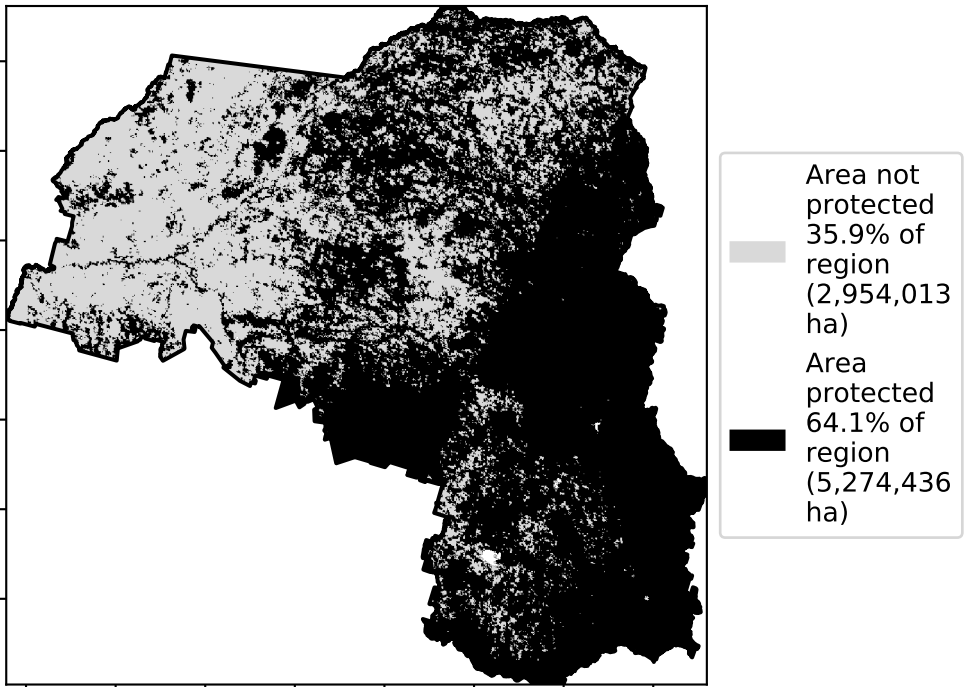 Area not
protected
35.9% of
region
(2,954,013
ha)
Area
protected
64.1% of
region
(5,274,436
ha)